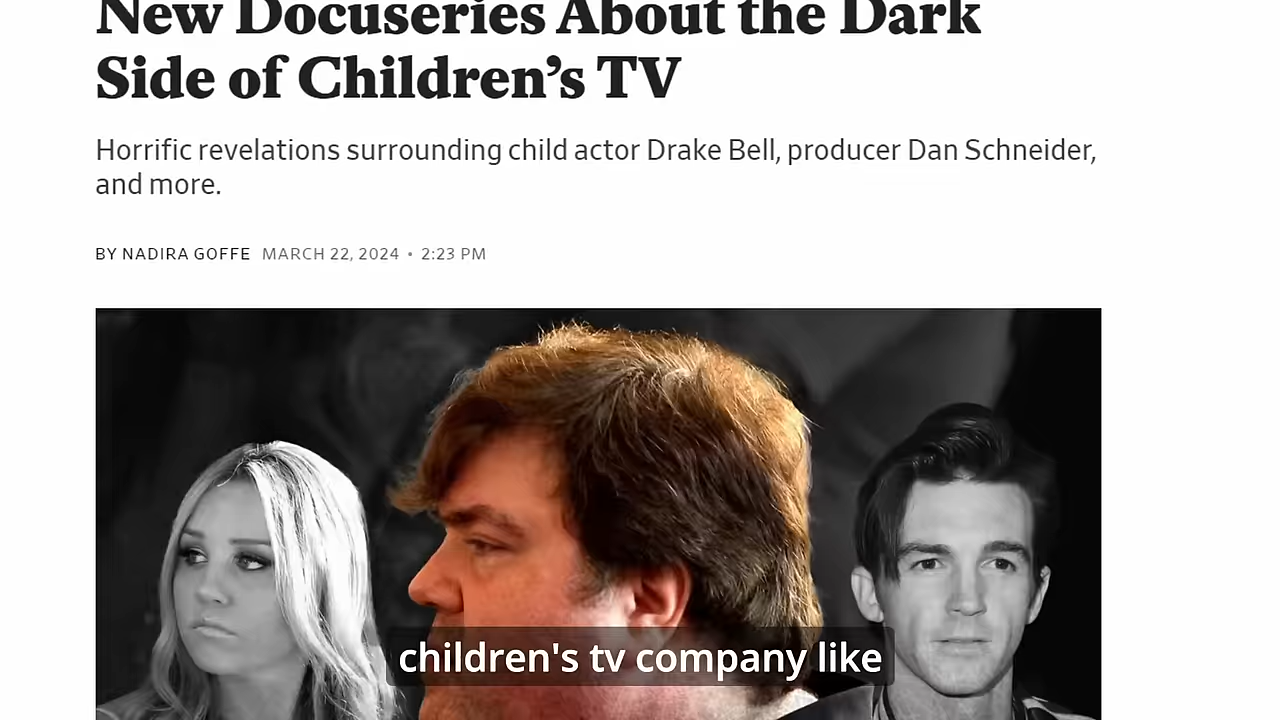 New Docuseries About the Dark
Side of Children’s TV
Horrific revelations surrounding child actor Drake Bell, producer Dan Schneider,
and more.
BY NADIRA GOFFE MARCH 22, 2024 • 2:23 PM
children's tv company like